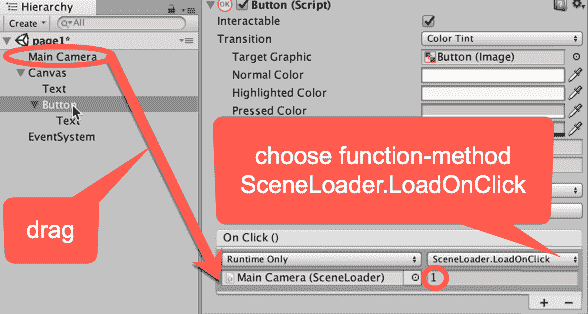 Hierarchy
Create
All
page1*
Main Camera
Canvas
Text
Button
Text
EventSystem
drag
OK
Button (Script)
Interactable
Transition
Color Tint
Target Graphic
Button (Image)
Normal Color
Highlighted Color
Pressed Color
choose function-method
SceneLoader.LoadOnClick
On Click ()
Runtime Only
SceneLoader.LoadOnClick
Main Camera (SceneLoader)
1